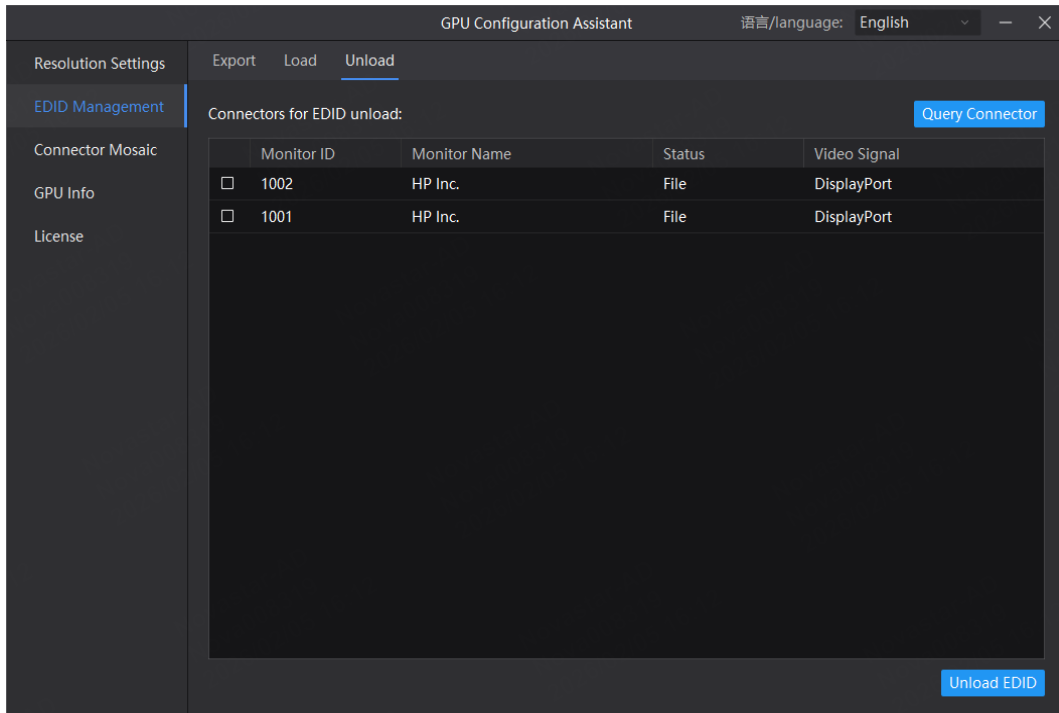 GPU Configuration Assistant 语言/language: English
Resolution Settings
EDID Management
Connector Mosaic
GPU Info
License
Export Load Unload
Connectors for EDID unload: Query Connector
Monitor ID Monitor Name Status Video Signal
1002 HP Inc. File DisplayPort
1001 HP Inc. File DisplayPort
Unload EDID